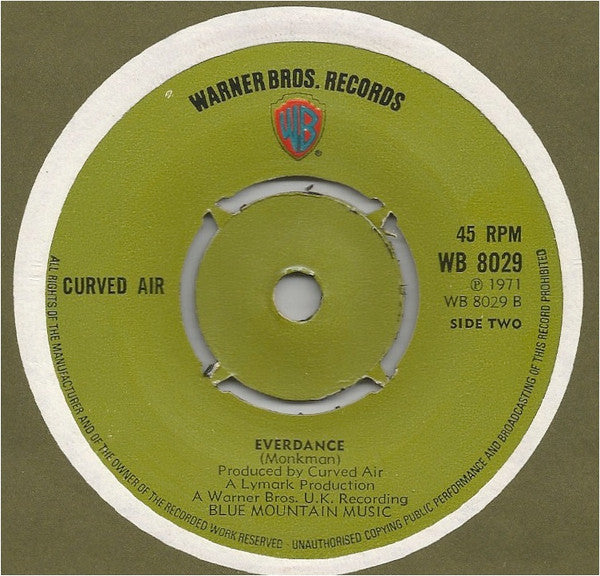 WARNER BROS. RECORDS
WB
®
45 RPM
WB 8029
℗ 1971
WB 8029 B
SIDE TWO
CURVED AIR
EVERDANCE
(Monkman)
Produced by Curved Air
A Lymark Production
A Warner Bros. U.K. Recording
BLUE MOUNTAIN MUSIC
ALL RIGHTS OF THE MANUFACTURER AND OF THE OWNER OF THE RECORDED WORK RESERVED - UNAUTHORISED COPYING PUBLIC PERFORMANCE AND BROADCASTING OF THIS RECORD PROHIBITED